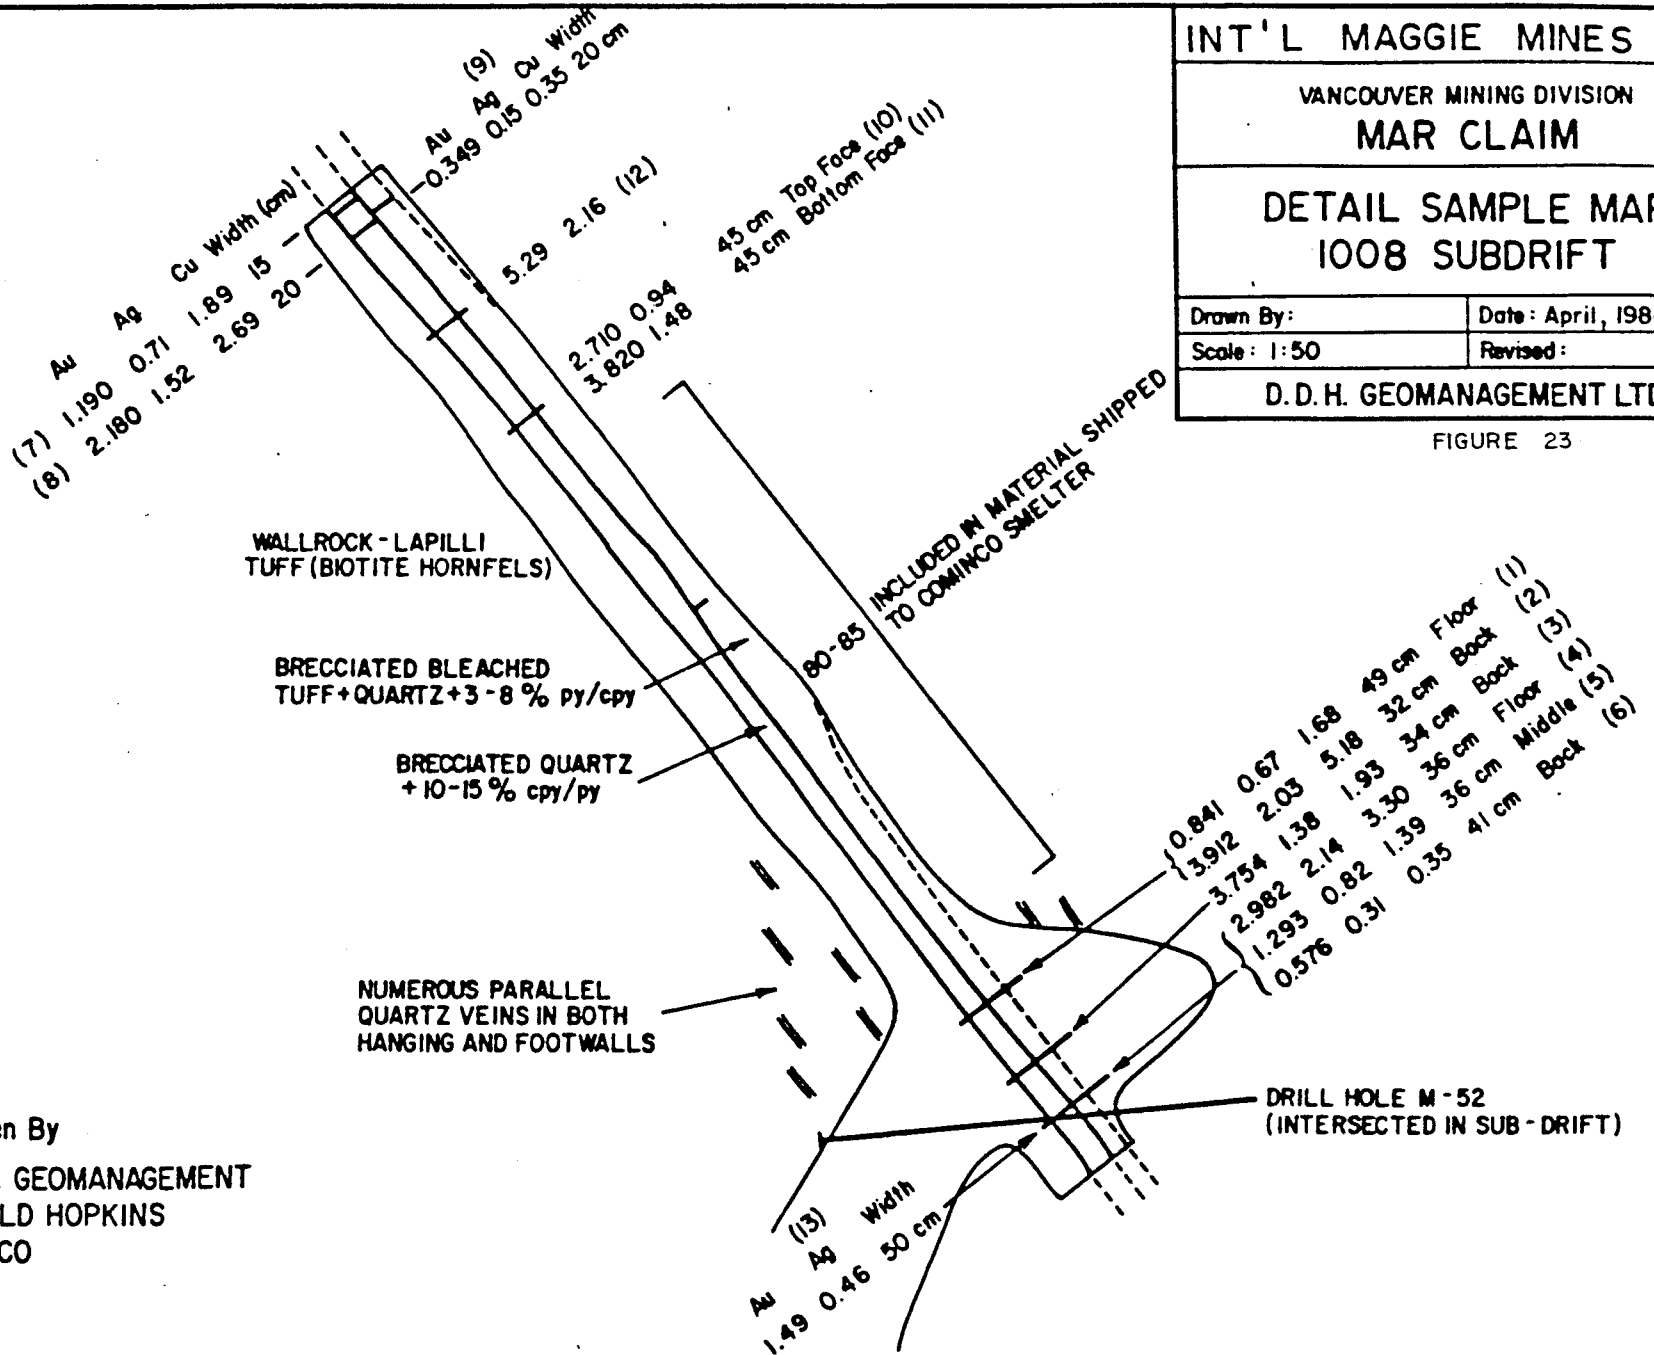 INT'L MAGGIE MINES
VANCOUVER MINING DIVISION
MAR CLAIM
DETAIL SAMPLE MAP
1008 SUBDRIFT
Drawn By:
Date: April, 198
Scale: 1:50
Revised:
D.D.H. GEOMANAGEMENT LTD
FIGURE 23
(9)
Au Ag Cu Width
0.349 0.15 0.35 20 cm
5.29 2.16 (12)
2.710 0.94 45 cm Top Face (10)
3.820 1.48 45 cm Bottom Face (11)
Au Ag Cu Width (cm)
(7) 1.190 0.71 1.89 15
(8) 2.180 1.52 2.69 20
80-85
INCLUDED IN MATERIAL SHIPPED
TO COMINCO SMELTER
WALLROCK - LAPILLI
TUFF (BIOTITE HORNFELS)
BRECCIATED BLEACHED
TUFF + QUARTZ + 3-8 % py/cpy
BRECCIATED QUARTZ
+ 10-15 % cpy/py
0.841 0.67 1.68 49 cm Floor (1)
3.912 2.03 5.18 32 cm Back (2)
3.754 1.38 1.93 34 cm Back (3)
2.982 2.14 3.30 36 cm Floor (4)
1.293 0.82 1.39 36 cm Middle (5)
0.576 0.31 0.35 41 cm Back (6)
NUMEROUS PARALLEL
QUARTZ VEINS IN BOTH
HANGING AND FOOTWALLS
DRILL HOLE M-52
(INTERSECTED IN SUB-DRIFT)
(13)
Au Ag Width
1.49 0.46 50 cm
n By
GEOMANAGEMENT
LD HOPKINS
CO